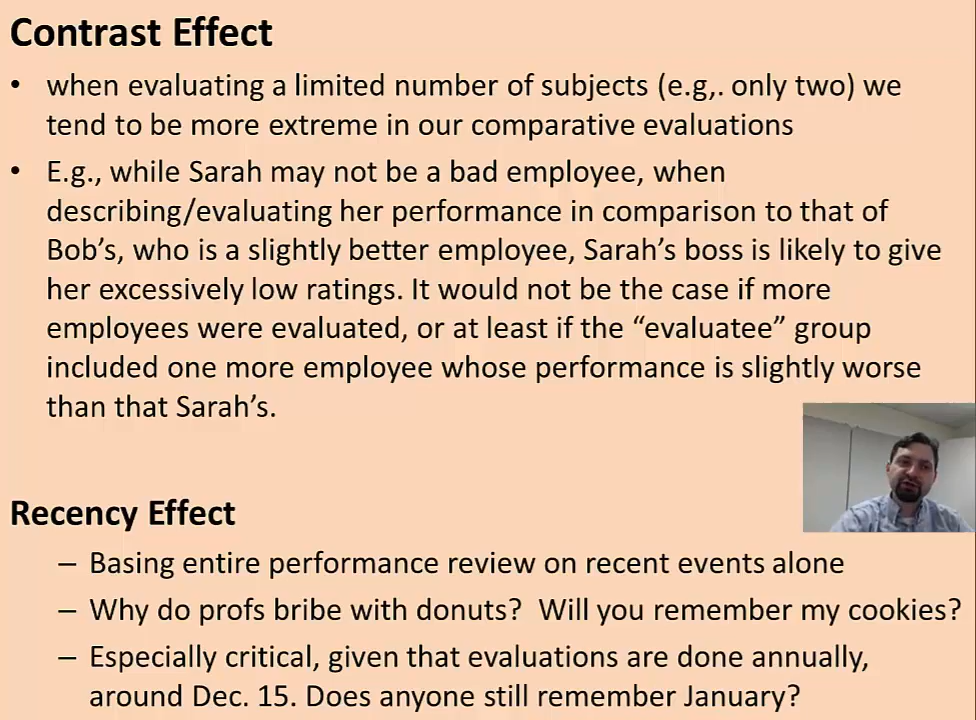 Contrast Effect
• when evaluating a limited number of subjects (e.g,. only two) we
tend to be more extreme in our comparative evaluations
• E.g., while Sarah may not be a bad employee, when
describing/evaluating her performance in comparison to that of
Bob's, who is a slightly better employee, Sarah's boss is likely to give
her excessively low ratings. It would not be the case if more
employees were evaluated, or at least if the “evaluatee” group
included one more employee whose performance is slightly worse
than that Sarah's.
Recency Effect
– Basing entire performance review on recent events alone
– Why do profs bribe with donuts? Will you remember my cookies?
– Especially critical, given that evaluations are done annually,
around Dec. 15. Does anyone still remember January?